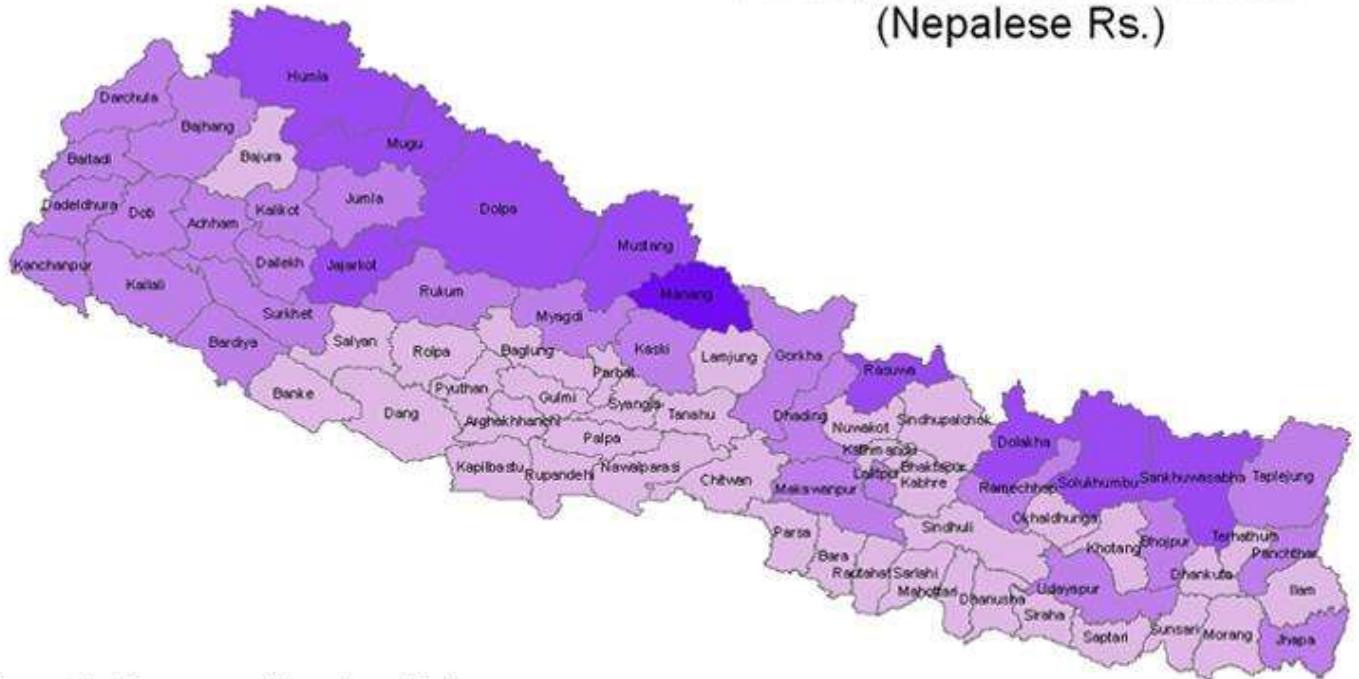 (Nepalese Rs.)
Humla
Darchula
Bajhang
Mugu
Bajura
Baitadi
Jumla
Dadeldhura
Doti
Kalikot
Dolpa
Achham
Mustang
Kanchanpur
Dailekh
Jajarkot
Kailali
Rukum
Manang
Surkhet
Myagdi
Bardiya
Salyan
Rolpa
Baglung
Kaski
Lamjung
Gorkha
Rasuwa
Parbat
Banke
Pyuthan
Gulmi
Syangja
Dang
Tanahu
Dhading
Nuwakot
Sindhupalchok
Arghakhhanchi
Palpa
Kathmandu
Dolakha
Kapilbastu
Rupandehi
Nawalparasi
Chitwan
Lalitpur
Bhaktapur
Kabhre
Makawanpur
Ramechhap
Solukhumbu
Sankhuwasabha
Taplejung
Okhaldhunga
Sindhuli
Parsa
Khotang
Bhojpur
Terhathum
Panchthar
Bara
Rautahat
Sarlahi
Mahottari
Dhanusha
Udayapur
Dhankuta
Ilam
Siraha
Saptari
Sunsari
Morang
Jhapa